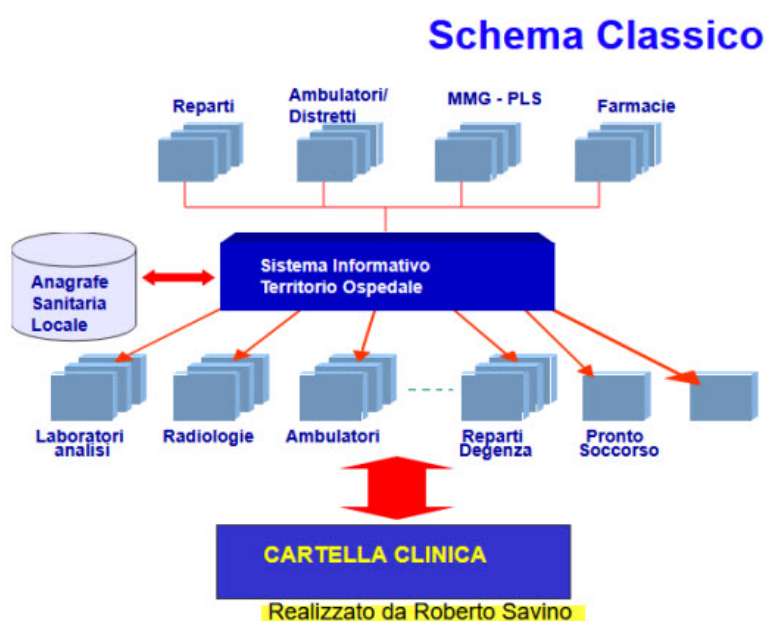 Schema Classico
Reparti
Ambulatori/
Distretti
MMG - PLS
Farmacie
Anagrafe
Sanitaria
Locale
Sistema Informativo
Territorio Ospedale
Laboratori
analisi
Radiologie
Ambulatori
Reparti
Degenza
Pronto
Soccorso
CARTELLA CLINICA
Realizzato da Roberto Savino